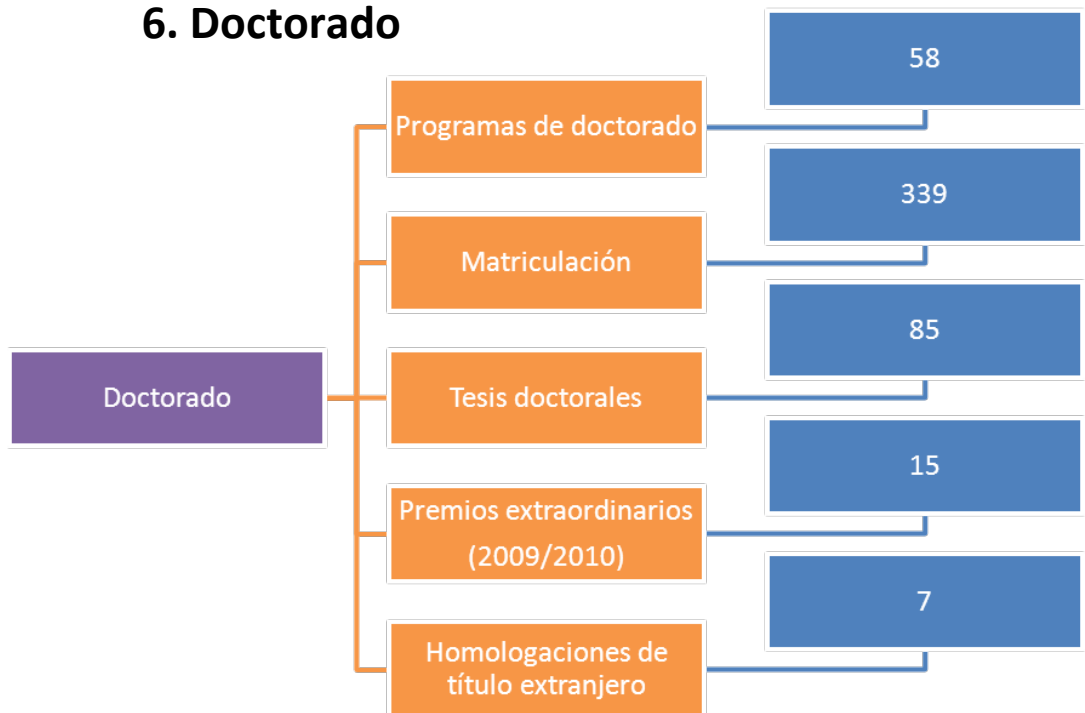 6. Doctorado
58
Programas de doctorado
339
Matriculación
85
Doctorado
Tesis doctorales
15
Premios extraordinarios
(2009/2010)
7
Homologaciones de
título extranjero